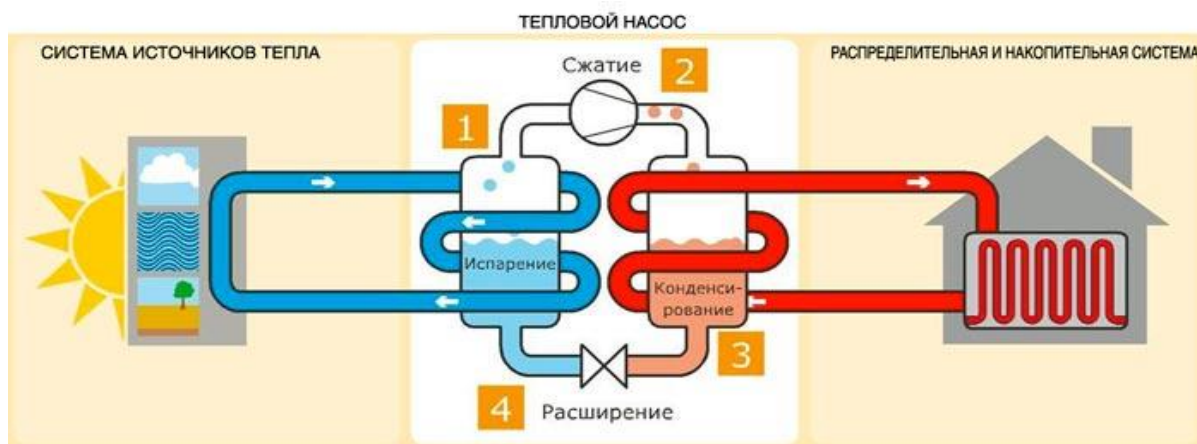 ТЕПЛОВОЙ НАСОС
СИСТЕМА ИСТОЧНИКОВ ТЕПЛА
РАСПРЕДЕЛИТЕЛЬНАЯ И НАКОПИТЕЛЬНАЯ СИСТЕМА
Сжатие
2
1
Испарение
Конденси-
рование
3
4
Расширение